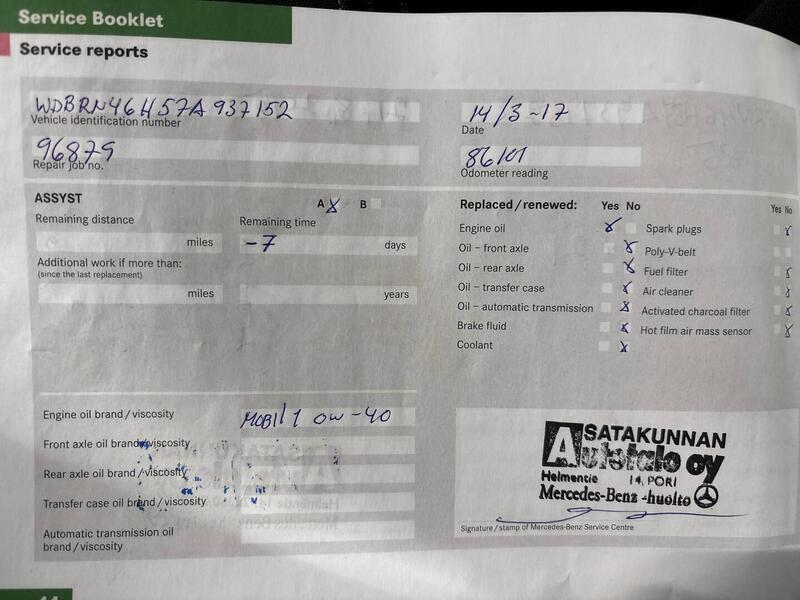 Service Booklet
Service reports
WDBRN46H57A937152
Vehicle identification number
14/3-17
Date
96879
Repair job no.
Odometer reading
ASSYST
A X B
Remaining distance
miles
Remaining time
-7 days
Additional work if more than:
(since the last replacement)
miles
years
Replaced/renewed: Yes No
Yes No
Engine oil X
Spark plugs X
Oil – front axle X
Poly-V-belt
Oil – rear axle X
Fuel filter X
Oil – transfer case X
Air cleaner X
Oil – automatic transmission X
Activated charcoal filter X
Brake fluid X
Hot film air mass sensor X
Coolant X
Engine oil brand/viscosity MOBIL 1 0W-40
Front axle oil brand/viscosity
Rear axle oil brand/viscosity
Transfer case oil brand/viscosity
Automatic transmission oil
brand/viscosity
SATAKUNNAN
Autotalo oy
Helmentie 14, PORI
Mercedes-Benz -huolto
Signature/stamp of Mercedes-Benz Service Centre